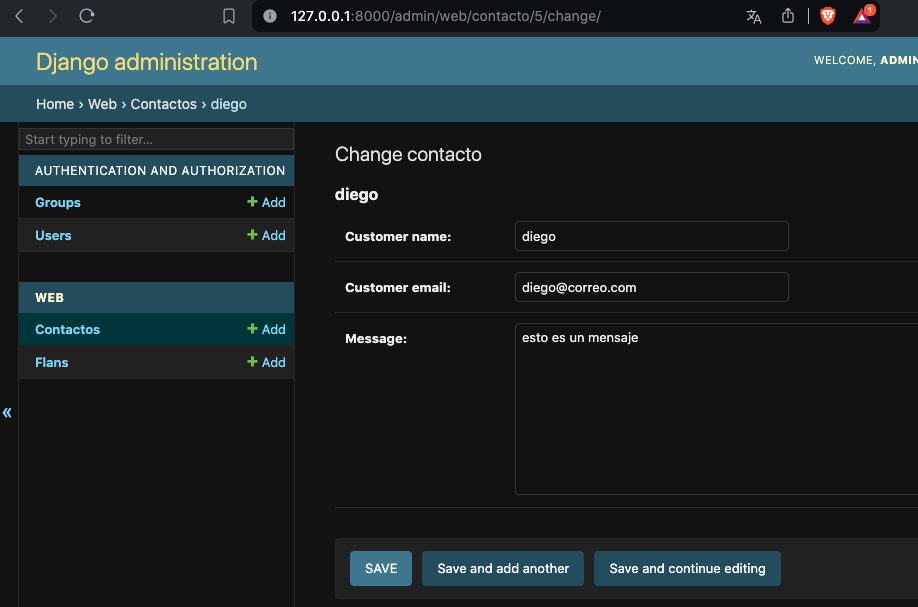 127.0.0.1:8000/admin/web/contacto/5/change/
1
Django administration
WELCOME, ADMIN
Home › Web › Contactos › diego
Start typing to filter...
AUTHENTICATION AND AUTHORIZATION
Groups + Add
Users + Add
WEB
Contactos + Add
Flans + Add
«
Change contacto
diego
Customer name: diego
Customer email: diego@correo.com
Message: esto es un mensaje
SAVE Save and add another Save and continue editing